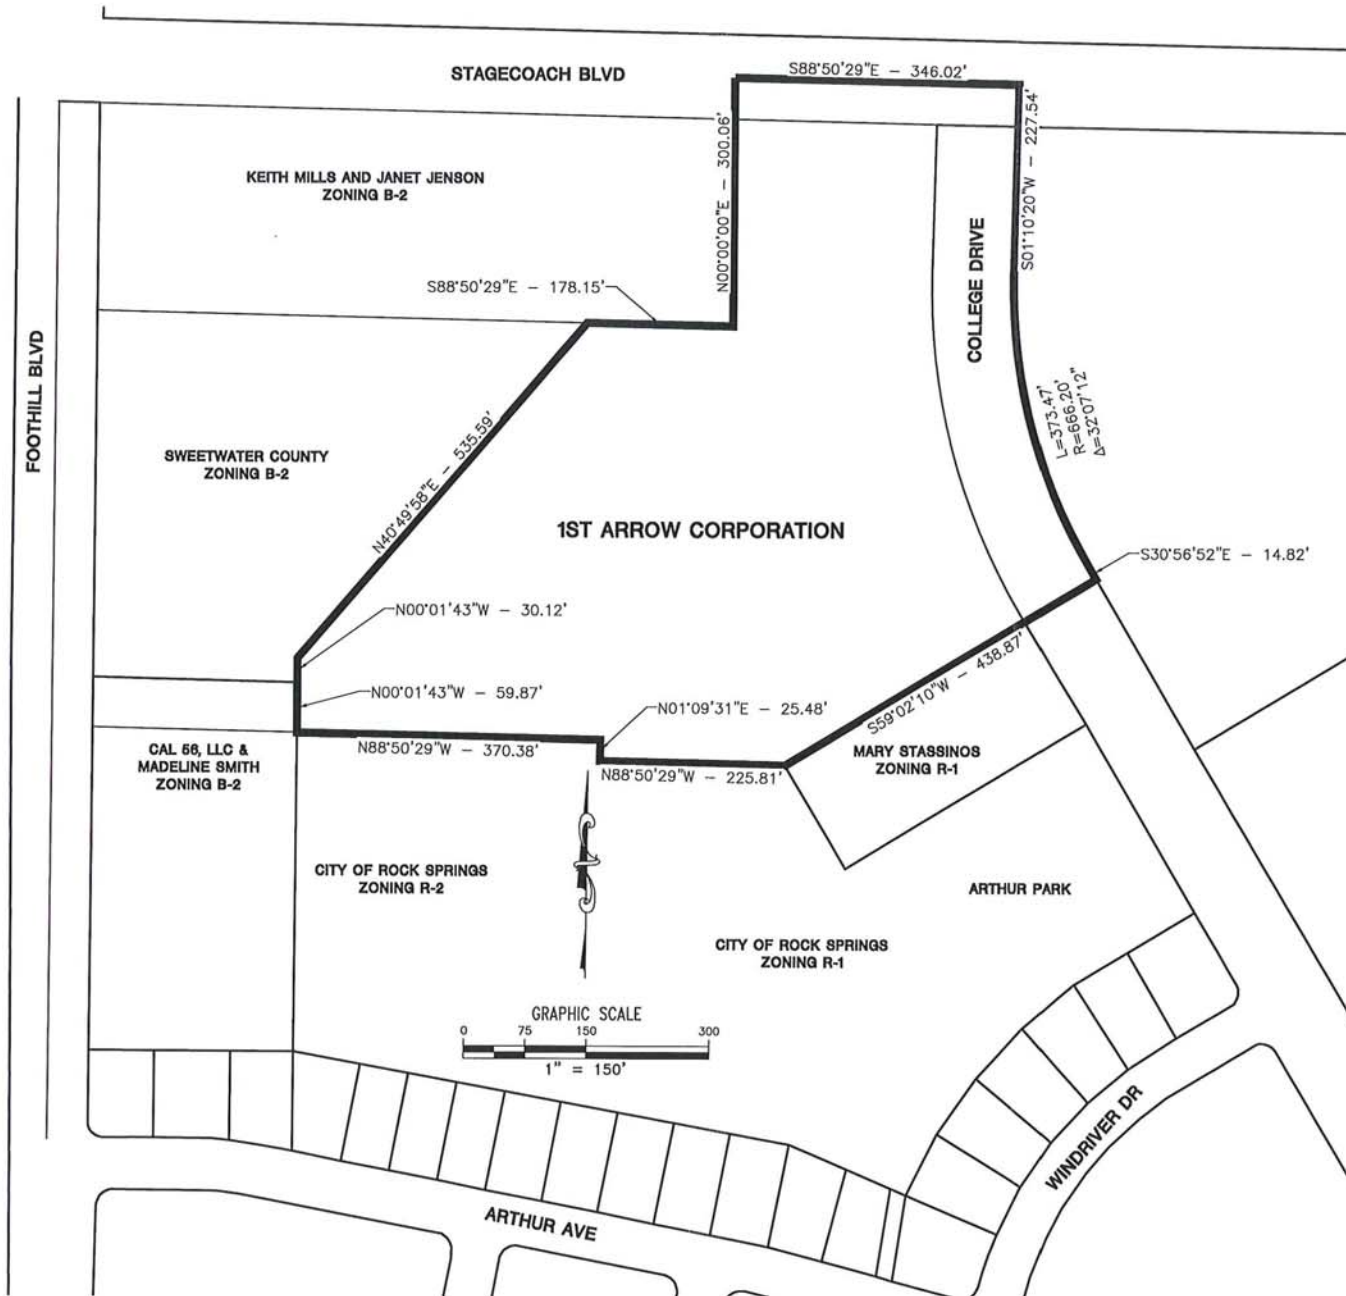 STAGECOACH BLVD
S88°50'29"E - 346.02'
N00°00'00"E - 300.06'
S01°10'20"W - 227.54'
KEITH MILLS AND JANET JENSON
ZONING B-2
COLLEGE DRIVE
S88°50'29"E - 178.15'
FOOTHILL BLVD
L=373.47'
R=666.20'
Δ=32°07'12"
N40°49'58"E - 535.59'
SWEETWATER COUNTY
ZONING B-2
1ST ARROW CORPORATION
S30°56'52"E - 14.82'
N00°01'43"W - 30.12'
S59°02'10"W - 438.87'
N00°01'43"W - 59.87'
N01°09'31"E - 25.48'
N88°50'29"W - 370.38'
N88°50'29"W - 225.81'
CAL 56, LLC &
MADELINE SMITH
ZONING B-2
MARY STASSINOS
ZONING R-1
CITY OF ROCK SPRINGS
ZONING R-2
ARTHUR PARK
CITY OF ROCK SPRINGS
ZONING R-1
GRAPHIC SCALE
0 75 150 300
1" = 150'
WINDRIVER DR
ARTHUR AVE